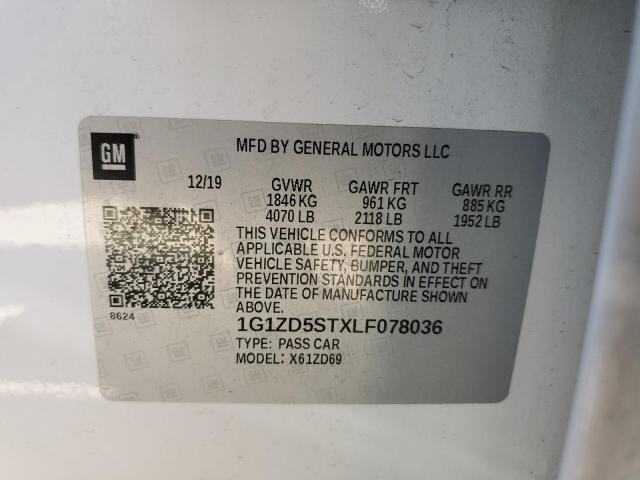 GM
MFD BY GENERAL MOTORS LLC
12/19 GVWR GAWR FRT GAWR RR
1846 KG 961 KG 885 KG
4070 LB 2118 LB 1952 LB
THIS VEHICLE CONFORMS TO ALL
APPLICABLE U.S. FEDERAL MOTOR
VEHICLE SAFETY, BUMPER, AND THEFT
PREVENTION STANDARDS IN EFFECT ON
THE DATE OF MANUFACTURE SHOWN
ABOVE.
8624
1G1ZD5STXLF078036
TYPE: PASS CAR
MODEL: X61ZD69